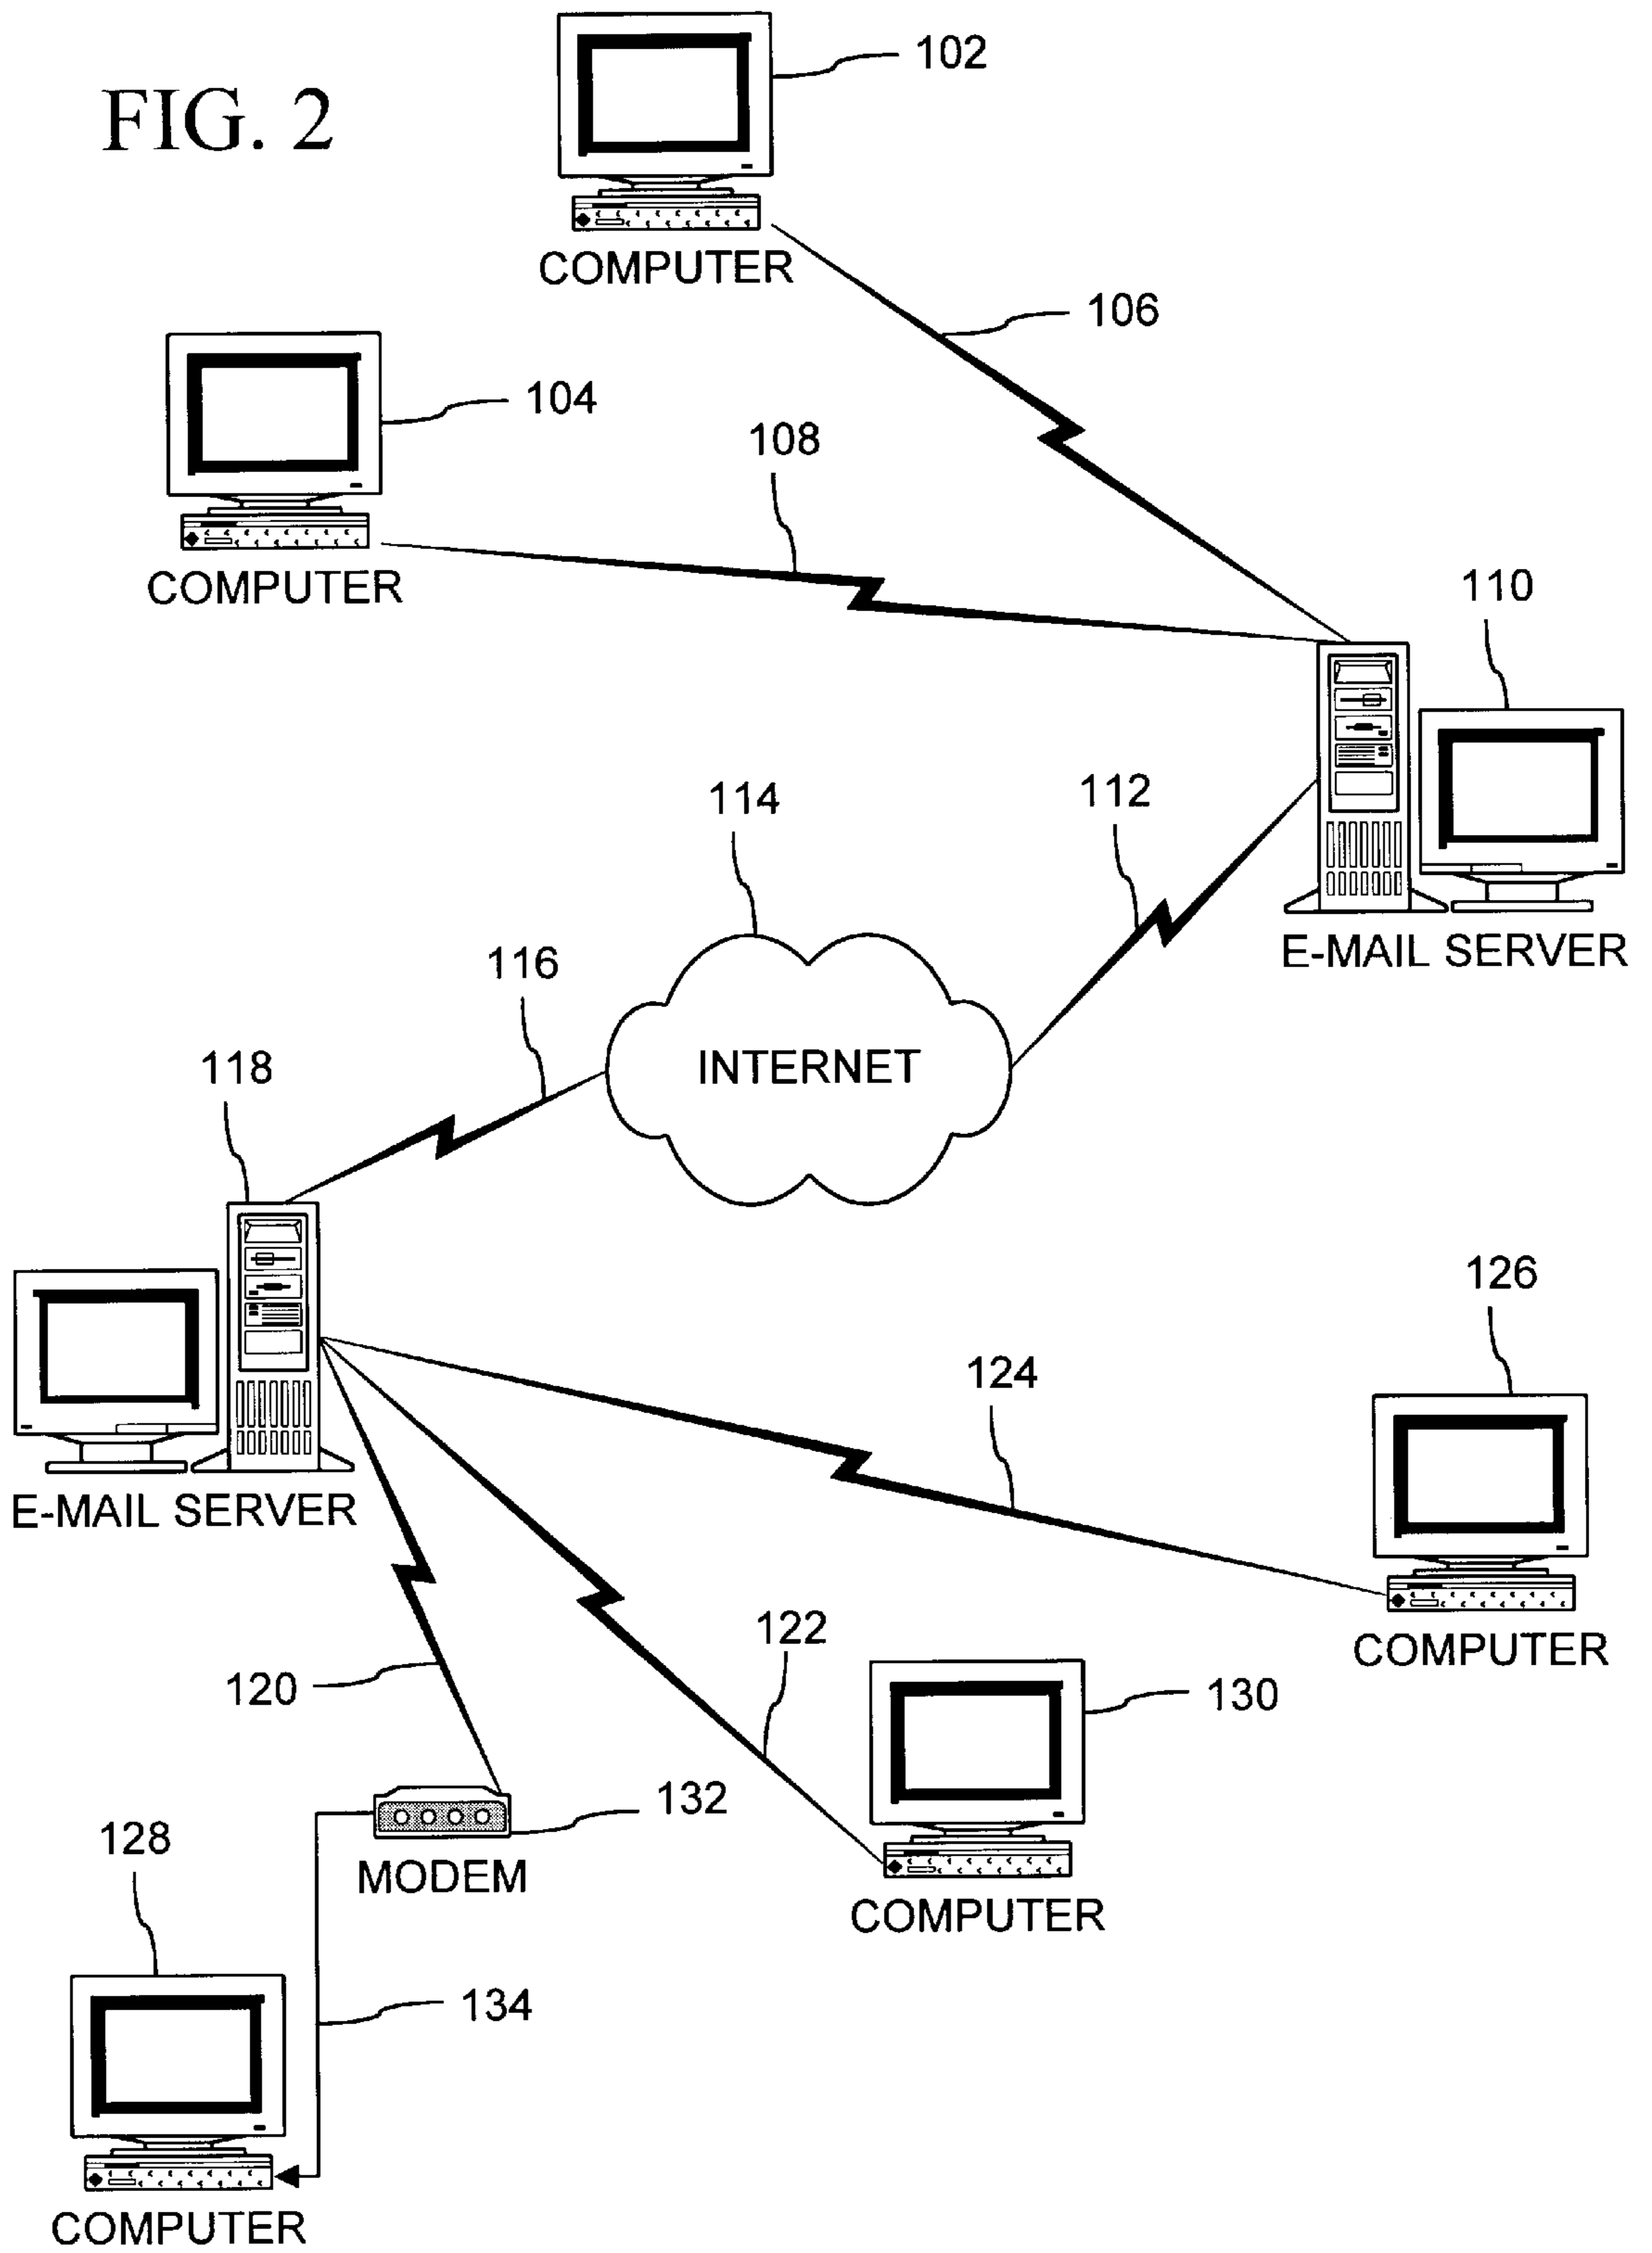 FIG. 2
102
COMPUTER
106
104
108
COMPUTER
110
114
112
E-MAIL SERVER
116
INTERNET
118
126
124
E-MAIL SERVER
122
COMPUTER
120
130
132
128
MODEM
COMPUTER
134
COMPUTER